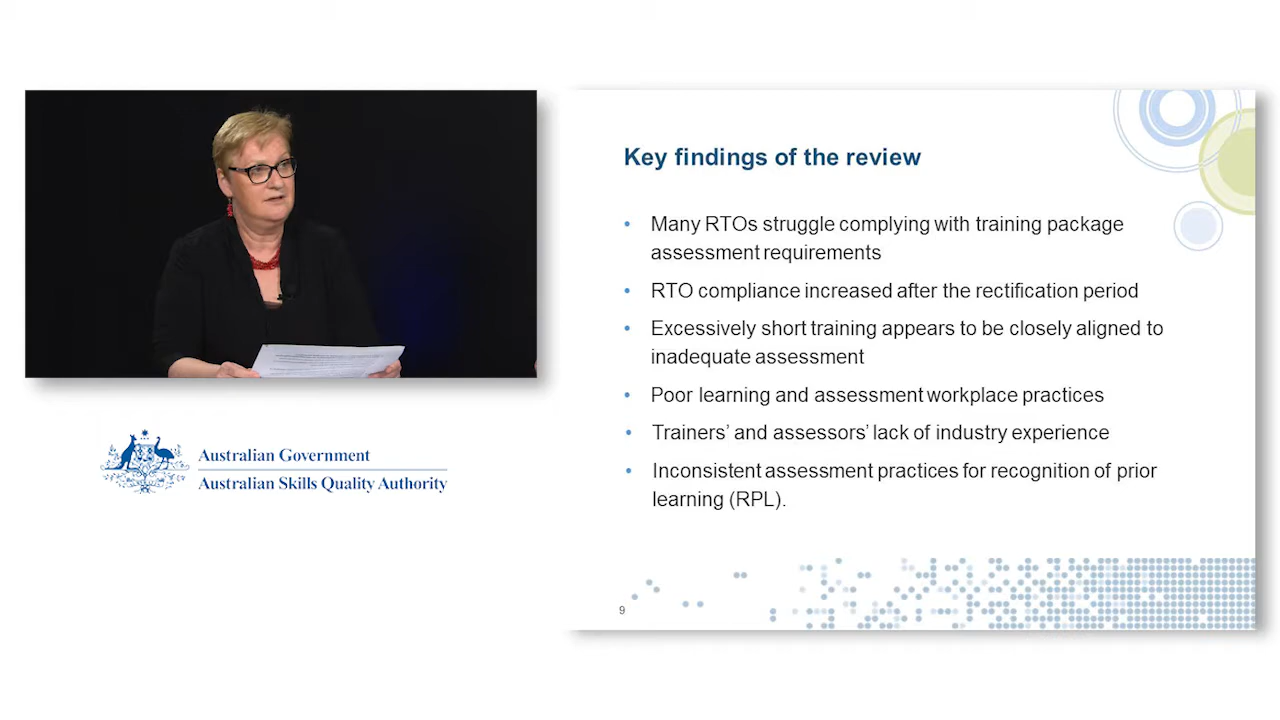 Key findings of the review
• Many RTOs struggle complying with training package
assessment requirements
• RTO compliance increased after the rectification period
• Excessively short training appears to be closely aligned to
inadequate assessment
• Poor learning and assessment workplace practices
• Trainers’ and assessors’ lack of industry experience
• Inconsistent assessment practices for recognition of prior
learning (RPL).
9
Australian Government
Australian Skills Quality Authority